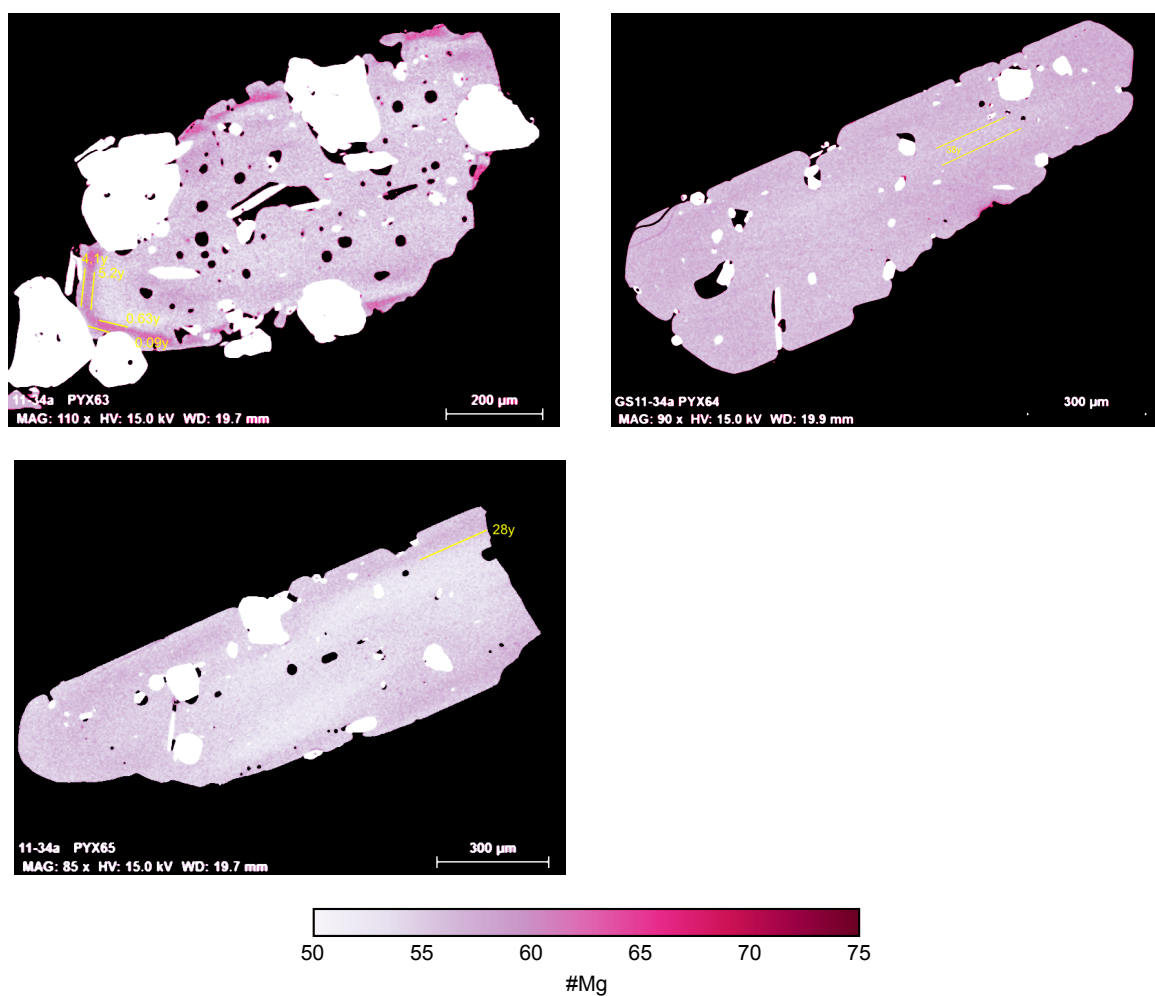 4.1y
5.2y
0.03y
0.09y
11-34a PYX63
200 µm
MAG: 110 x HV: 15.0 kV WD: 19.7 mm
GS11-34a PYX64
300 µm
MAG: 90 x HV: 15.0 kV WD: 19.9 mm
28y
11-34a PYX65
300 µm
MAG: 85 x HV: 15.0 kV WD: 19.7 mm
50 55 60 65 70 75
#Mg